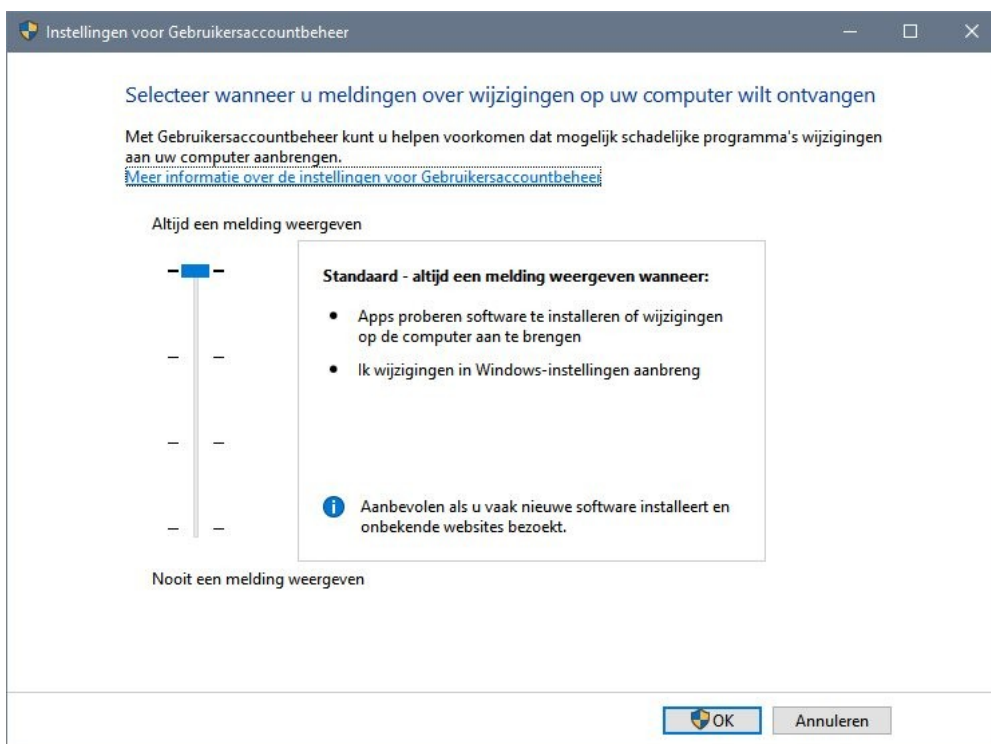 Instellingen voor Gebruikersaccountbeheer
Selecteer wanneer u meldingen over wijzigingen op uw computer wilt ontvangen
Met Gebruikersaccountbeheer kunt u helpen voorkomen dat mogelijk schadelijke programma's wijzigingen
aan uw computer aanbrengen.
Meer informatie over de instellingen voor Gebruikersaccountbeheer
Altijd een melding weergeven
Standaard - altijd een melding weergeven wanneer:
• Apps proberen software te installeren of wijzigingen
op de computer aan te brengen
• Ik wijzigingen in Windows-instellingen aanbreng
Aanbevolen als u vaak nieuwe software installeert en
onbekende websites bezoekt.
Nooit een melding weergeven
OK
Annuleren